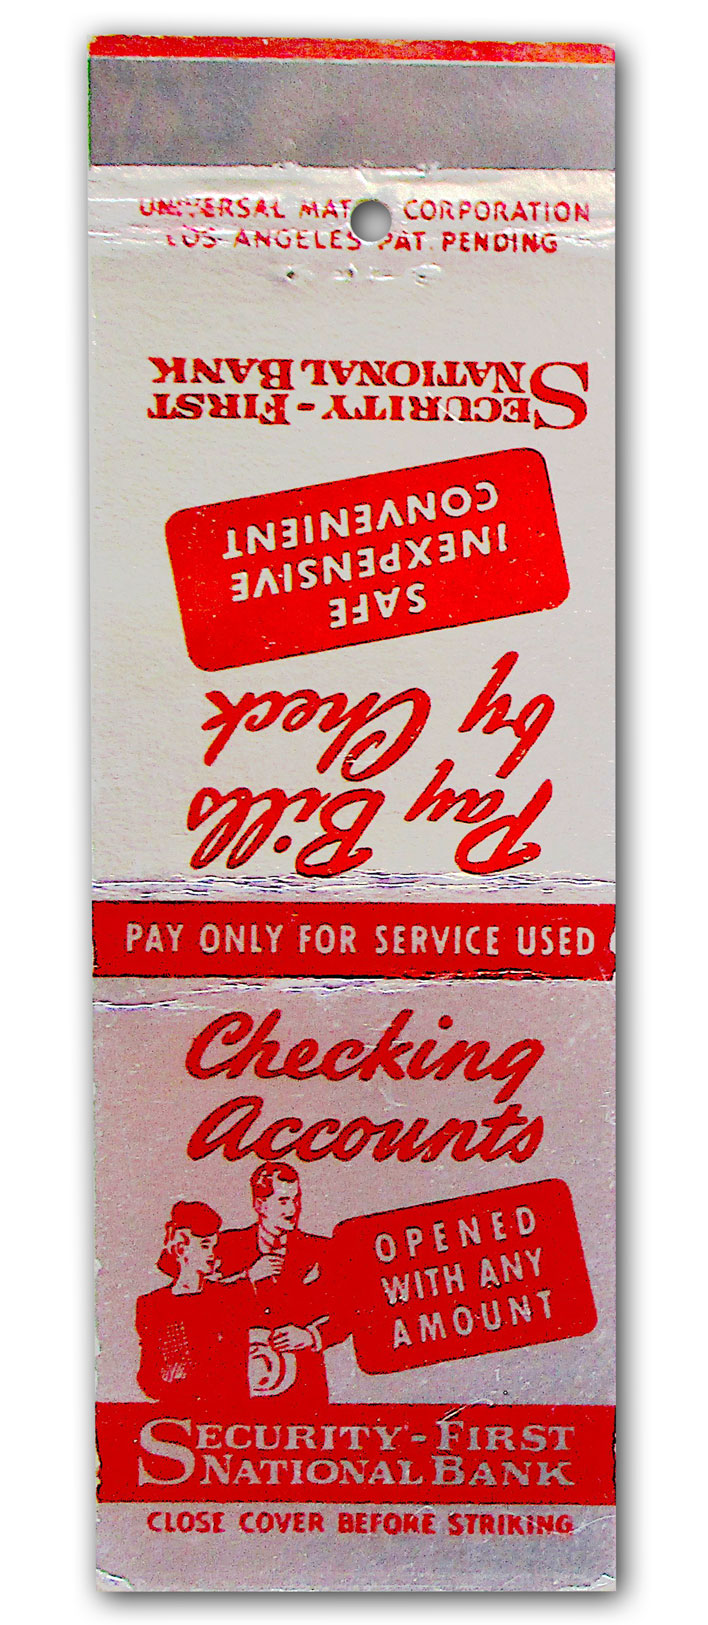 UNIVERSAL MATCH CORPORATION
LOS ANGELES PAT. PENDING
SECURITY-FIRST
NATIONAL BANK
SAFE
INEXPENSIVE
CONVENIENT
Pay Bills
by Check
PAY ONLY FOR SERVICE USED
Checking
Accounts
OPENED
WITH ANY
AMOUNT
SECURITY-FIRST
NATIONAL BANK
CLOSE COVER BEFORE STRIKING